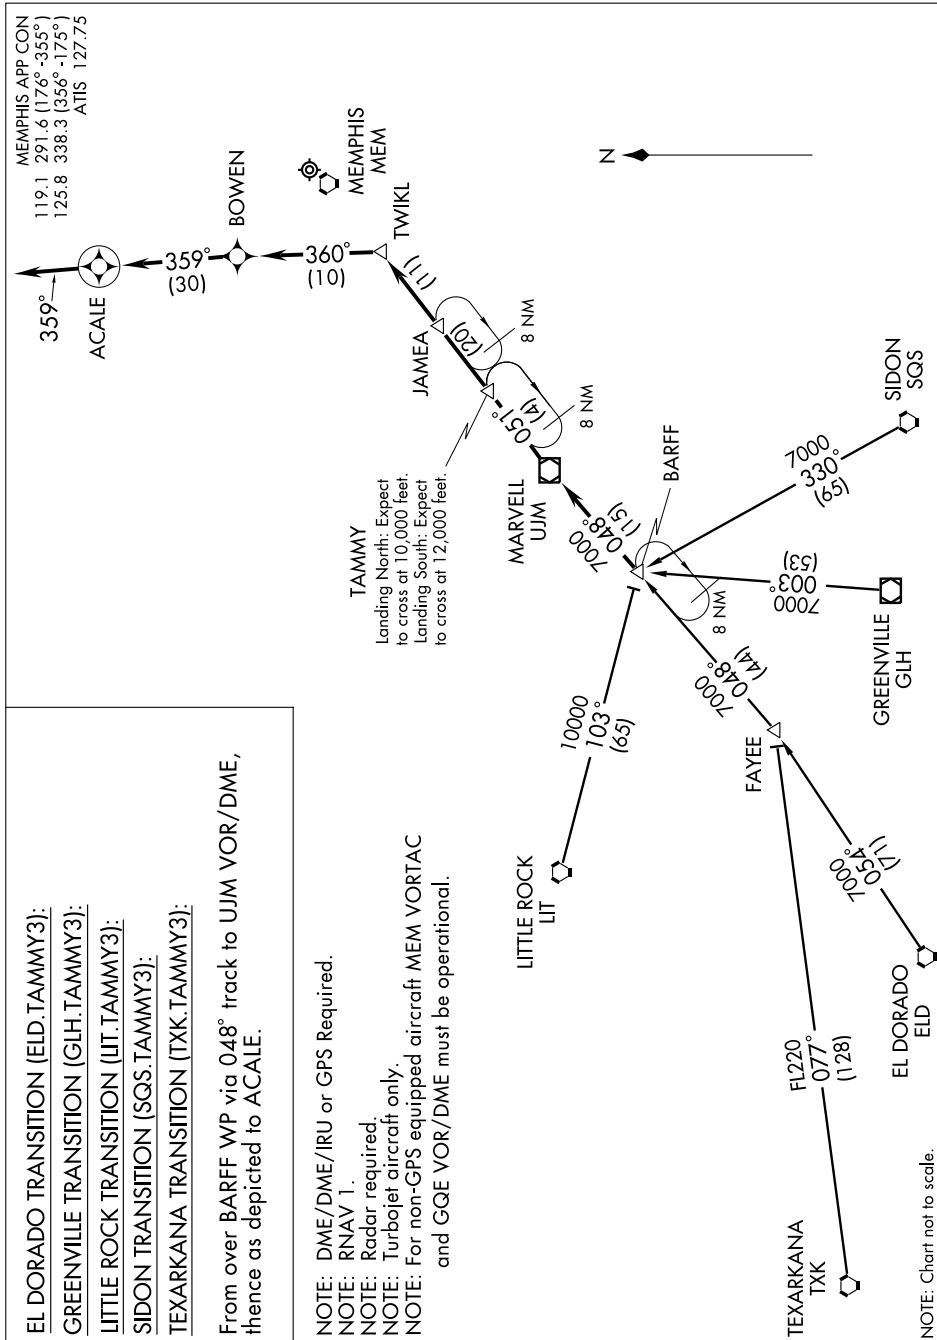 EL DORADO TRANSITION (ELD.TAMMY3):
GREENVILLE TRANSITION (GLH.TAMMY3):
LITTLE ROCK TRANSITION (LIT.TAMMY3):
SIDON TRANSITION (SQS.TAMMY3):
TEXARKANA TRANSITION (TXK.TAMMY3):
From over BARFF WP via 048° track to UJM VOR/DME,
thence as depicted to ACALE.
NOTE: DME/DME/IRU or GPS Required.
NOTE: RNAV 1.
NOTE: Radar required.
NOTE: Turbojet aircraft only.
NOTE: For non-GPS equipped aircraft MEM VORTAC
and GQE VOR/DME must be operational.
MEMPHIS APP CON
119.1 291.6 (176° -355°)
125.8 338.3 (356° -175°)
ATIS 127.75
359°
ACALE
359°
(30)
BOWEN
360°
(10)
MEMPHIS
MEM
TWIKL
(11)
JAMEA
(20)
8 NM
TAMMY
Landing North: Expect
to cross at 10,000 feet.
Landing South: Expect
to cross at 12,000 feet.
051°
(4)
8 NM
MARVELL
UJM
7000
048°
(15)
BARFF
8 NM
N
LITTLE ROCK
LIT
10000
103°
(65)
7000
330°
(65)
SIDON
SQS
7000
003°
(53)
GREENVILLE
GLH
7000
048°
(44)
FAYEE
7000
054°
(71)
EL DORADO
ELD
FL220
077°
(128)
TEXARKANA
TXK
NOTE: Chart not to scale.